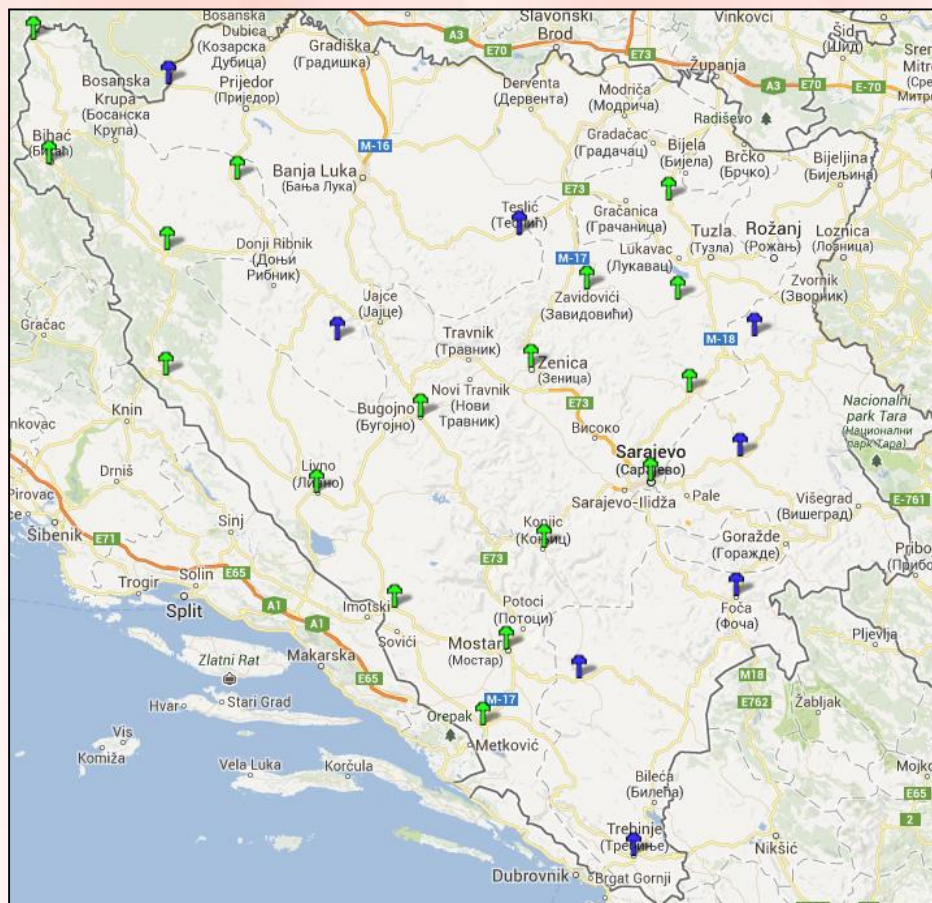 Bosanska
Dubica
(Козарска
Дубица)
Gradiška
(Градишка)
A3
E70
Slavonski
Brod
E73
Županja
Vinkovci
Šid
(Шид)
E70
A3
E-70
Bosanska
Krupa
(Босанска
Крупа)
Prijedor
(Приједор)
Derventa
(Дервента)
Modriča
(Модрича)
Radiševo
Bihać
M-16
Banja Luka
(Бања Лука)
Gradačac
(Градачац)
Bijela
(Бијела)
Brčko
(Брчко)
Bijeljina
(Бијељина)
E73
Teslić
Gračanica
(Грачаница)
Tuzla
(Тузла)
Rožanj
(Рожањ)
Loznica
(Лозница)
Lukavac
(Лукавац)
Donji Ribnik
(Доњи
Рибник)
M-17
Zavidovići
(Завидовићи)
Zvornik
(Зворник)
Jajce
(Јајце)
Gračac
Travnik
(Травник)
M-18
Zenica
(Зеница)
Novi Travnik
(Нови
Травник)
Bugojno
(Бугојно)
E73
Високо
Nacionalni
park Tara
(Национални
парк Тара)
Knin
Drniš
Livno
Sarajevo
Sarajevo-Ilidža
Pale
Višegrad
(Вишеград)
E-761
Pirovac
Šibenik
E71
Sinj
Konjic
Goražde
(Горажде)
E73
E65
Trogir
Solin
Split
A1
A1
Imotski
Sovići
Potoci
(Потоци)
Foča
(Фоча)
Pljevlja
Mostar
(Мостар)
Makarska
Zlatni Rat
E65
M18
E762
Žabljak
Hvar
Stari Grad
M-17
Orepak
Metković
Vis
Komiža
Vela Luka
Korčula
Bileća
(Билећа)
E65
2
Trebinje
Nikšić
Dubrovnik
Brgat Gornji